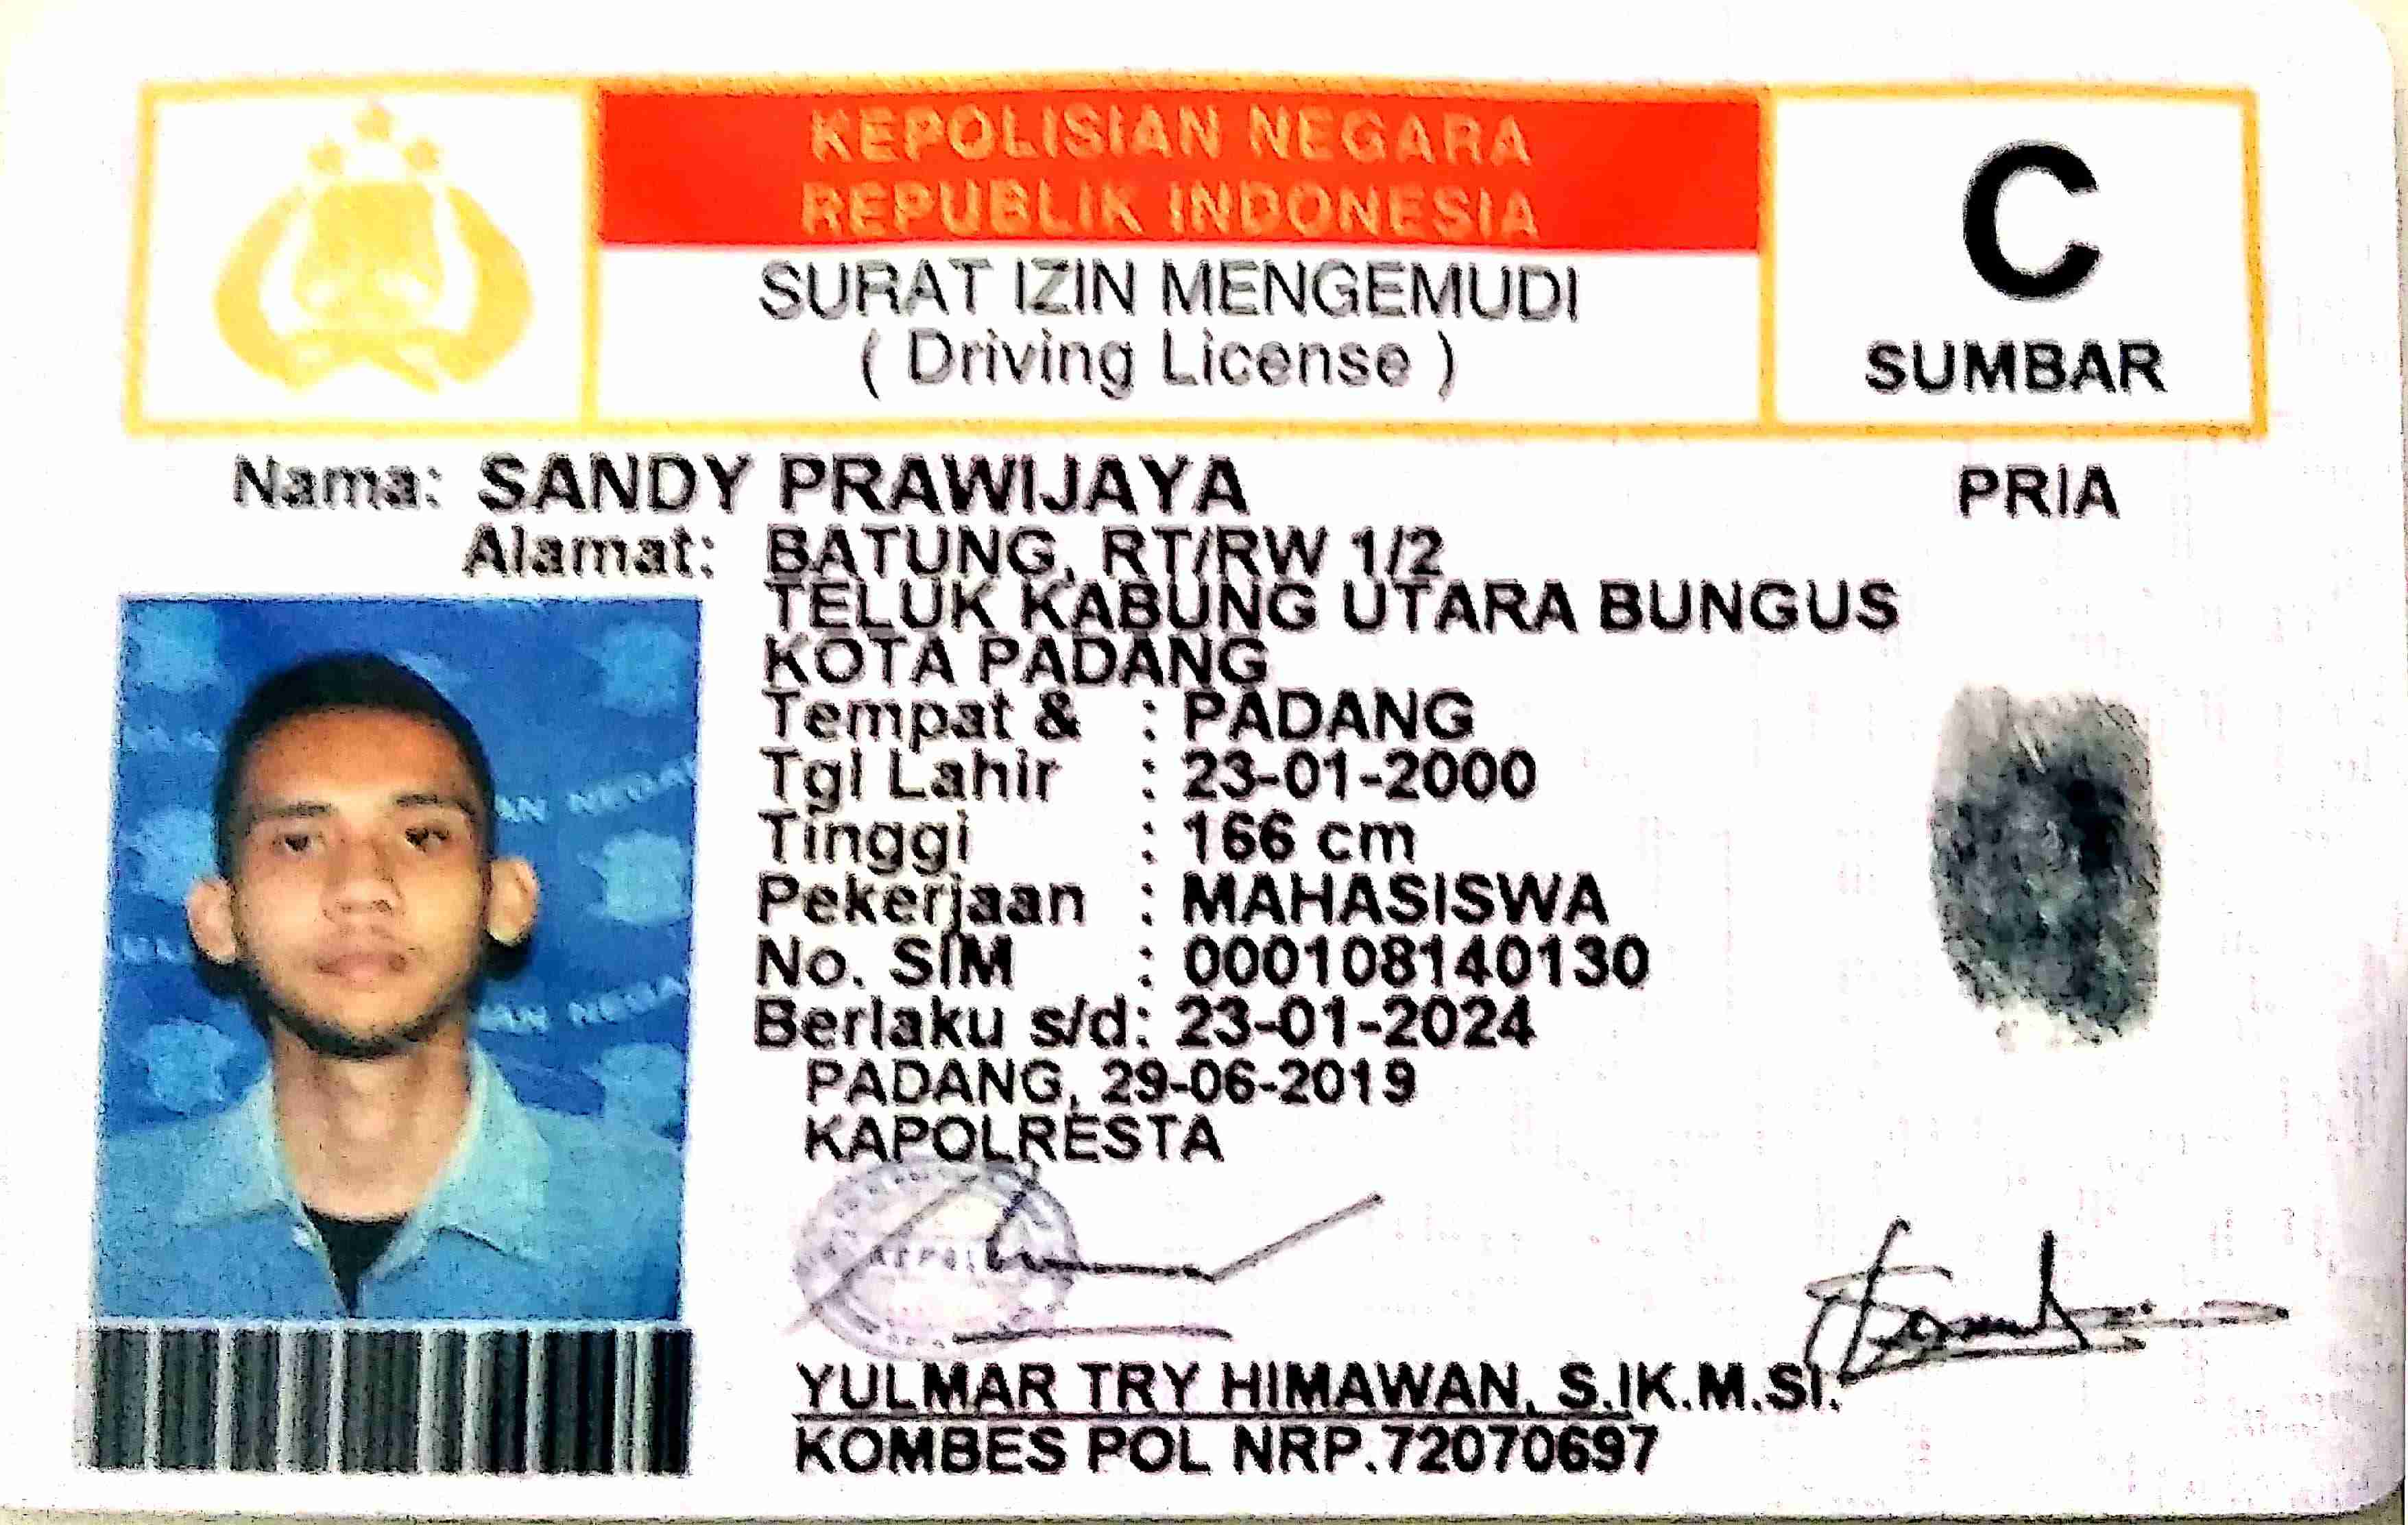 KEPOLISIAN NEGARA
REPUBLIK INDONESIA
SURAT IZIN MENGEMUDI
( Driving License )
C
SUMBAR
Nama: SANDY PRAWIJAYA
PRIA
Alamat: BATUNG, RT/RW 1/2
TELUK KABUNG UTARA BUNGUS
KOTA PADANG
Tempat & : PADANG
Tgl Lahir : 23-01-2000
Tinggi : 166 cm
Pekerjaan : MAHASISWA
No. SIM : 000108140130
Berlaku s/d: 23-01-2024
PADANG, 29-06-2019
KAPOLRESTA
YULMAR TRY HIMAWAN, S.IK.M.SI.
KOMBES POL NRP.72070697